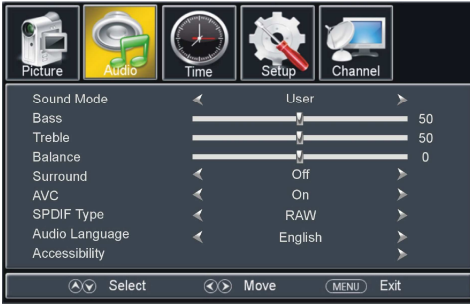 Picture Audio Time Setup Channel
Sound Mode User
Bass 50
Treble 50
Balance 0
Surround Off
AVC On
SPDIF Type RAW
Audio Language English
Accessibility
Select Move MENU Exit